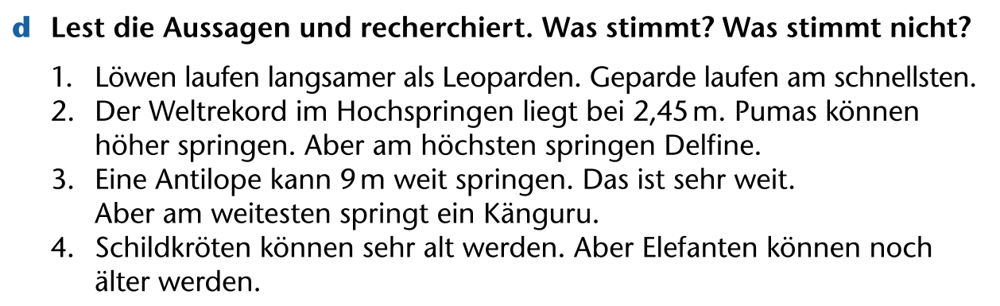 d Lest die Aussagen und recherchiert. Was stimmt? Was stimmt nicht?
1. Löwen laufen langsamer als Leoparden. Geparde laufen am schnellsten.
2. Der Weltrekord im Hochspringen liegt bei 2,45 m. Pumas können
höher springen. Aber am höchsten springen Delfine.
3. Eine Antilope kann 9 m weit springen. Das ist sehr weit.
Aber am weitesten springt ein Känguru.
4. Schildkröten können sehr alt werden. Aber Elefanten können noch
älter werden.